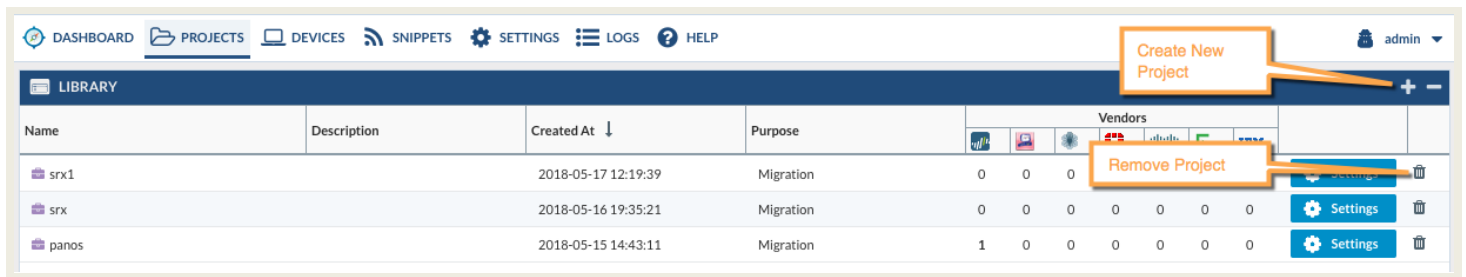 DASHBOARD PROJECTS DEVICES SNIPPETS SETTINGS LOGS HELP admin
Create New
Project
LIBRARY
Name Description Created At Purpose Vendors
Remove Project
srx1 2018-05-17 12:19:39 Migration 0 0 0 Settings
srx 2018-05-16 19:35:21 Migration 0 0 0 0 0 0 0 Settings
panos 2018-05-15 14:43:11 Migration 1 0 0 0 0 0 0 Settings